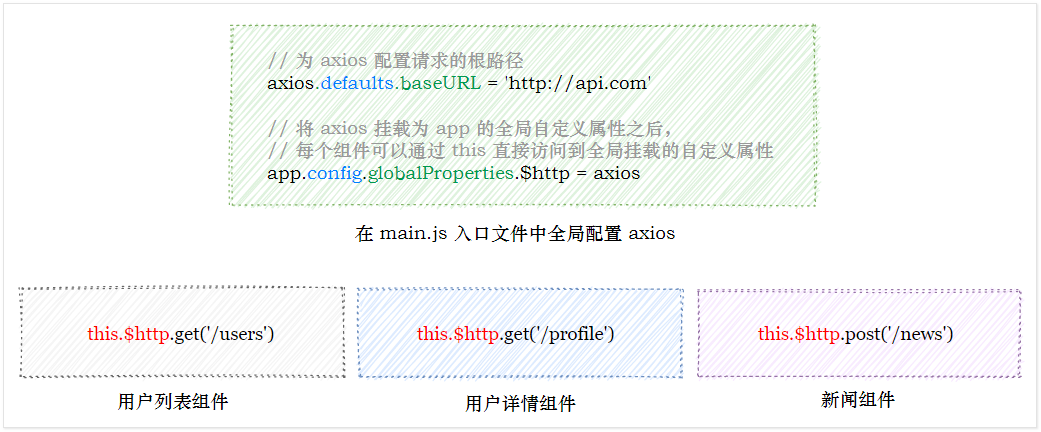 // 为 axios 配置请求的根路径
axios.defaults.baseURL = 'http://api.com'
// 将 axios 挂载为 app 的全局自定义属性之后，
// 每个组件可以通过 this 直接访问到全局挂载的自定义属性
app.config.globalProperties.$http = axios
在 main.js 入口文件中全局配置 axios
this.$http.get('/users')
this.$http.get('/profile')
this.$http.post('/news')
用户列表组件
用户详情组件
新闻组件